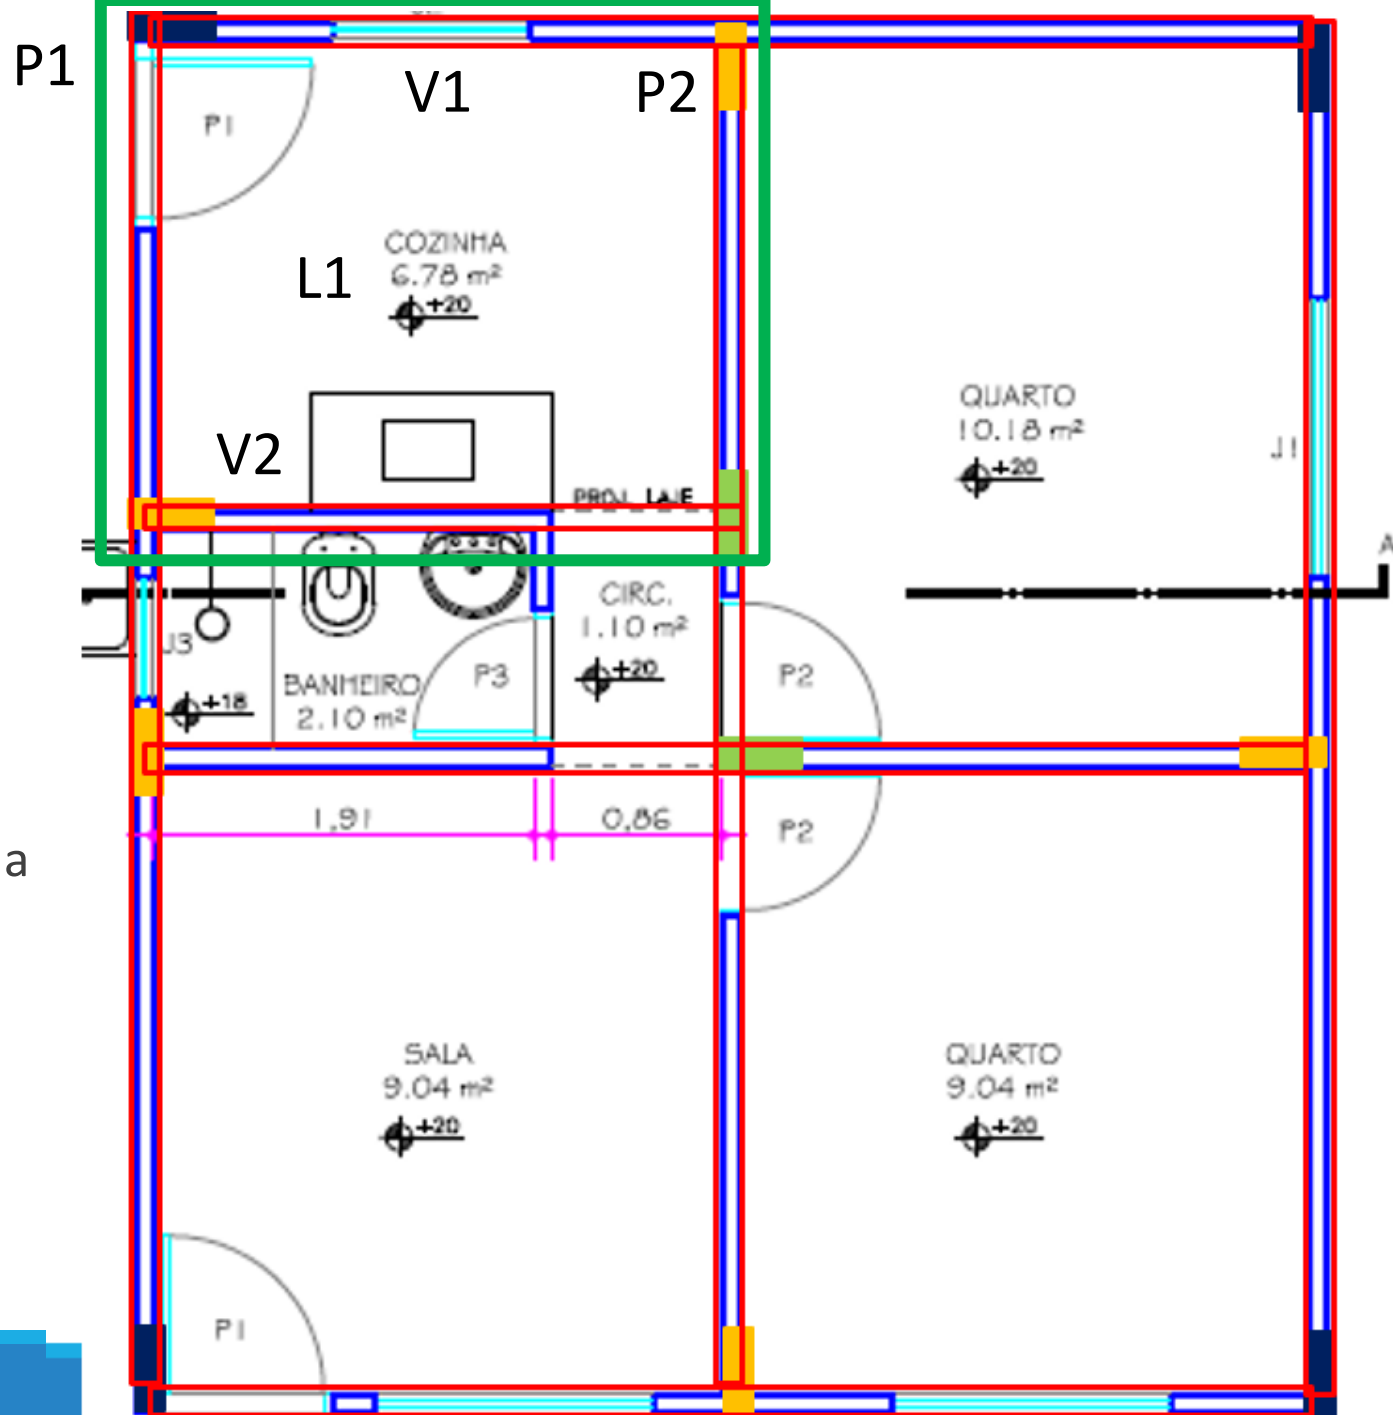 P1
V1
P2
P1
COZINHA
6.78 m²
+20
L1
QUARTO
10.18 m²
+20
J1
V2
PROJ. LAJE
A
CIRC.
1.10 m²
+20
J3
BANHEIRO
2.10 m²
+18
P3
P2
1,91
0,86
P2
a
SALA
9.04 m²
+20
QUARTO
9.04 m²
+20
P1